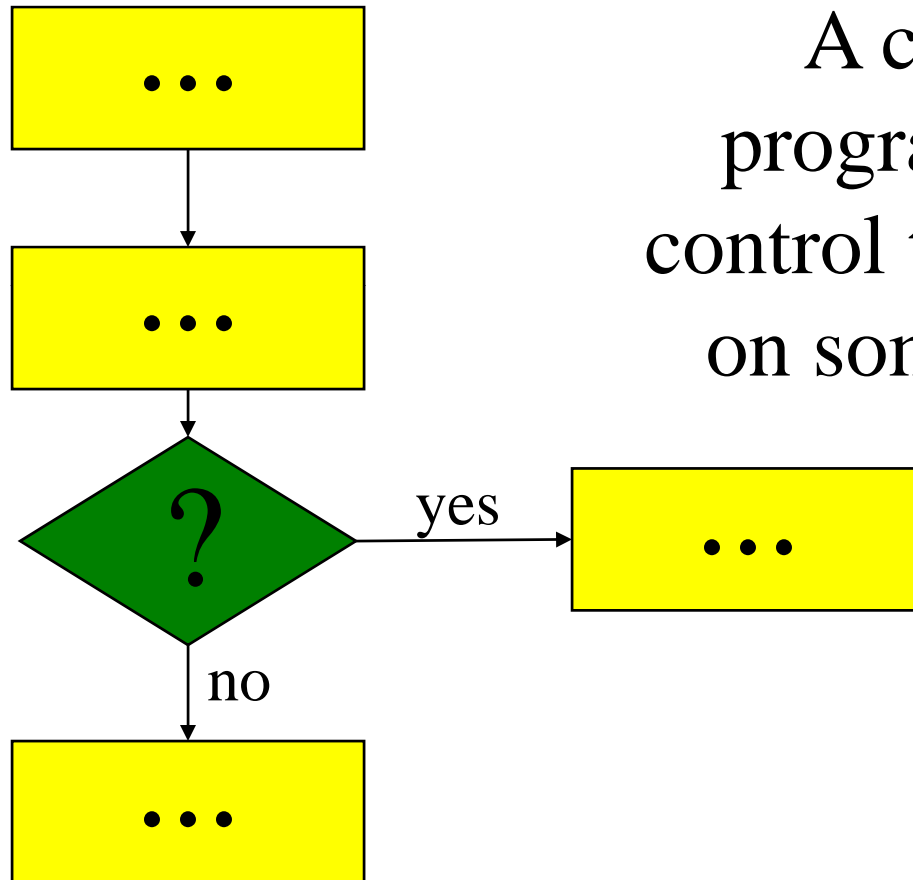 • • •
A c
progra
control t
• • •
on son
?
yes
• • •
no
• • •